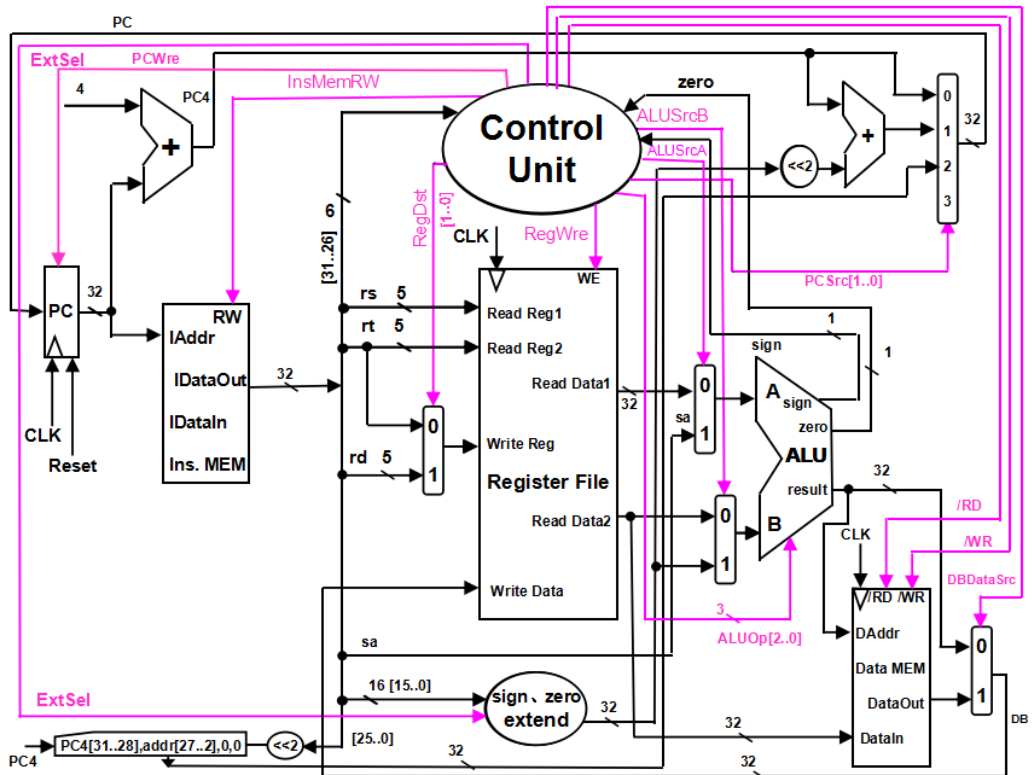 PC
ExtSel
PCWre
InsMemRW
4
PC4
+
Control
Unit
zero
ALUSrcB
ALUSrcA
0
1
2
3
32
+
<<2
6
[31..26]
RegDst
[1..0]
CLK
RegWre
WE
PCSrc[1..0]
PC
32
RW
IAddr
IDataOut
32
IDataIn
Ins. MEM
CLK
Reset
rs
5
Read Reg1
rt
5
Read Reg2
Read Data1
32
0
1
Write Reg
rd
5
Register File
Read Data2
Write Data
sa
0
1
0
1
sign
1
1
A
sign
zero
ALU
result
B
32
3
ALUOp[2..0]
/RD
/WR
CLK
DBDataSrc
/RD /WR
DAddr
Data MEM
DataOut
DataIn
0
1
DB
sa
ExtSel
16 [15..0]
sign、zero
extend
32
32
[25..0]
PC4
PC4[31..28],addr[27..2],0,0
<<2
32
32